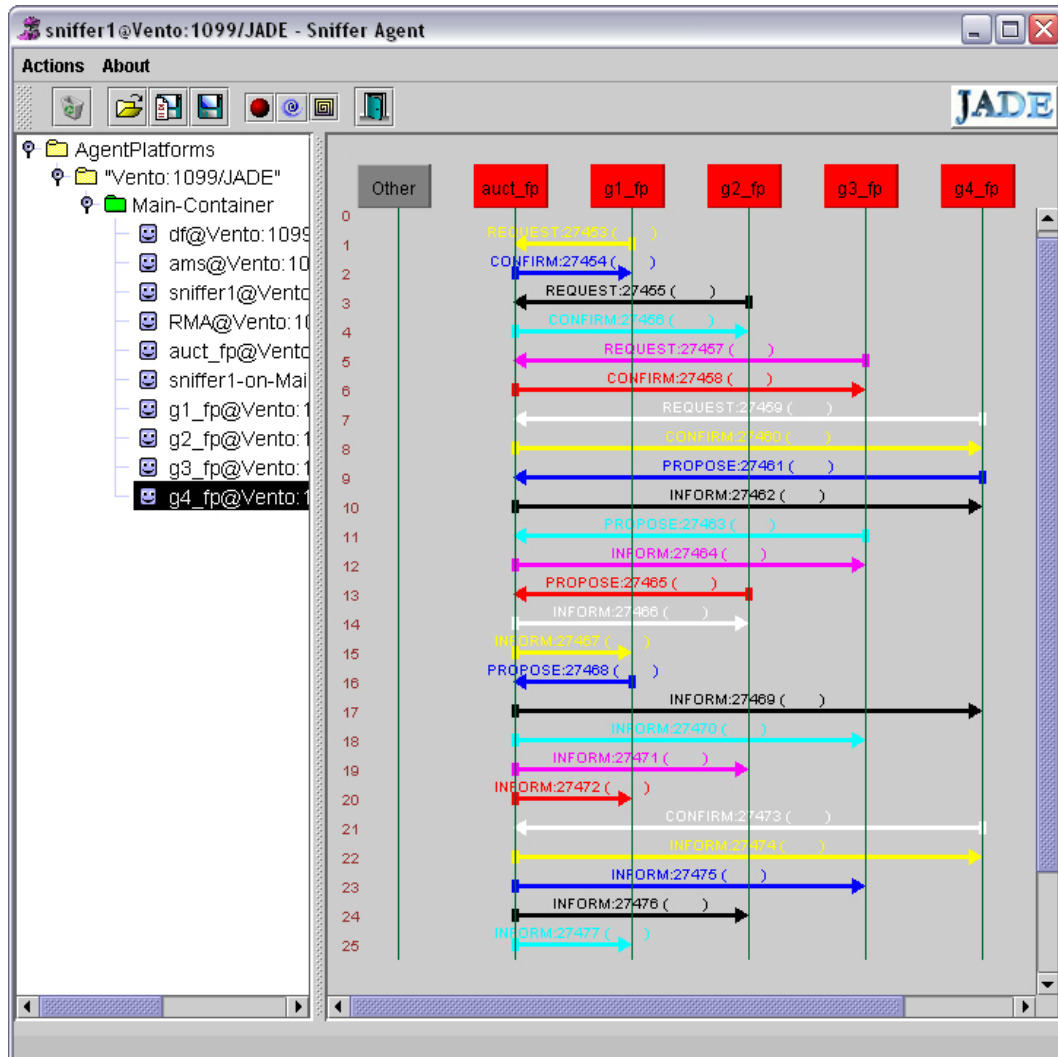 sniffer1@Vento:1099/JADE - Sniffer Agent
Actions About
JADE
AgentPlatforms
"Vento:1099/JADE"
Main-Container
df@Vento:1099
ams@Vento:10
sniffer1@Vento
RMA@Vento:10
auct_fp@Vento
sniffer1-on-Mai
g1_fp@Vento:1
g2_fp@Vento:1
g3_fp@Vento:1
g4_fp@Vento:1
Other auct_fp g1_fp g2_fp g3_fp g4_fp
0
REQUEST:27453 ( )
1
CONFIRM:27454 ( )
2
REQUEST:27455 ( )
3
CONFIRM:27456 ( )
4
REQUEST:27457 ( )
5
CONFIRM:27458 ( )
6
REQUEST:27459 ( )
7
CONFIRM:27460 ( )
8
PROPOSE:27461 ( )
9
INFORM:27462 ( )
10
PROPOSE:27463 ( )
11
INFORM:27464 ( )
12
PROPOSE:27465 ( )
13
INFORM:27466 ( )
14
INFORM:27467 ( )
15
PROPOSE:27468 ( )
16
INFORM:27469 ( )
17
INFORM:27470 ( )
18
INFORM:27471 ( )
19
INFORM:27472 ( )
20
CONFIRM:27473 ( )
21
INFORM:27474 ( )
22
INFORM:27475 ( )
23
INFORM:27476 ( )
24
INFORM:27477 ( )
25